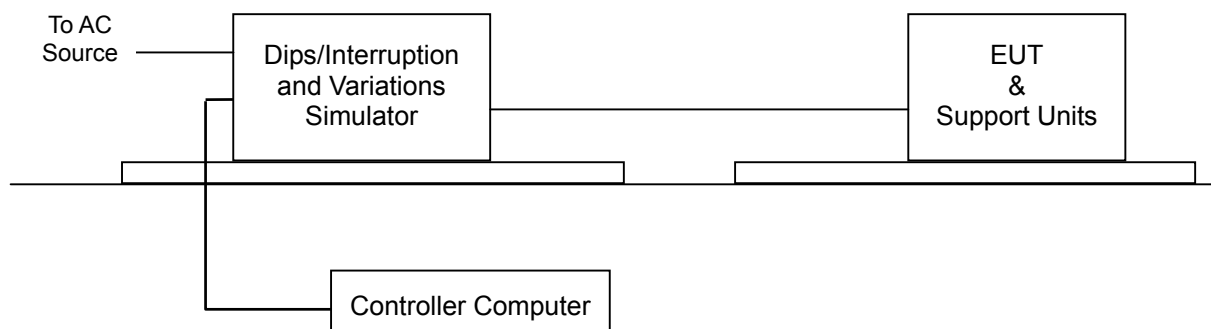 To AC
Source
Dips/Interruption
and Variations
Simulator
EUT
&
Support Units
Controller Computer